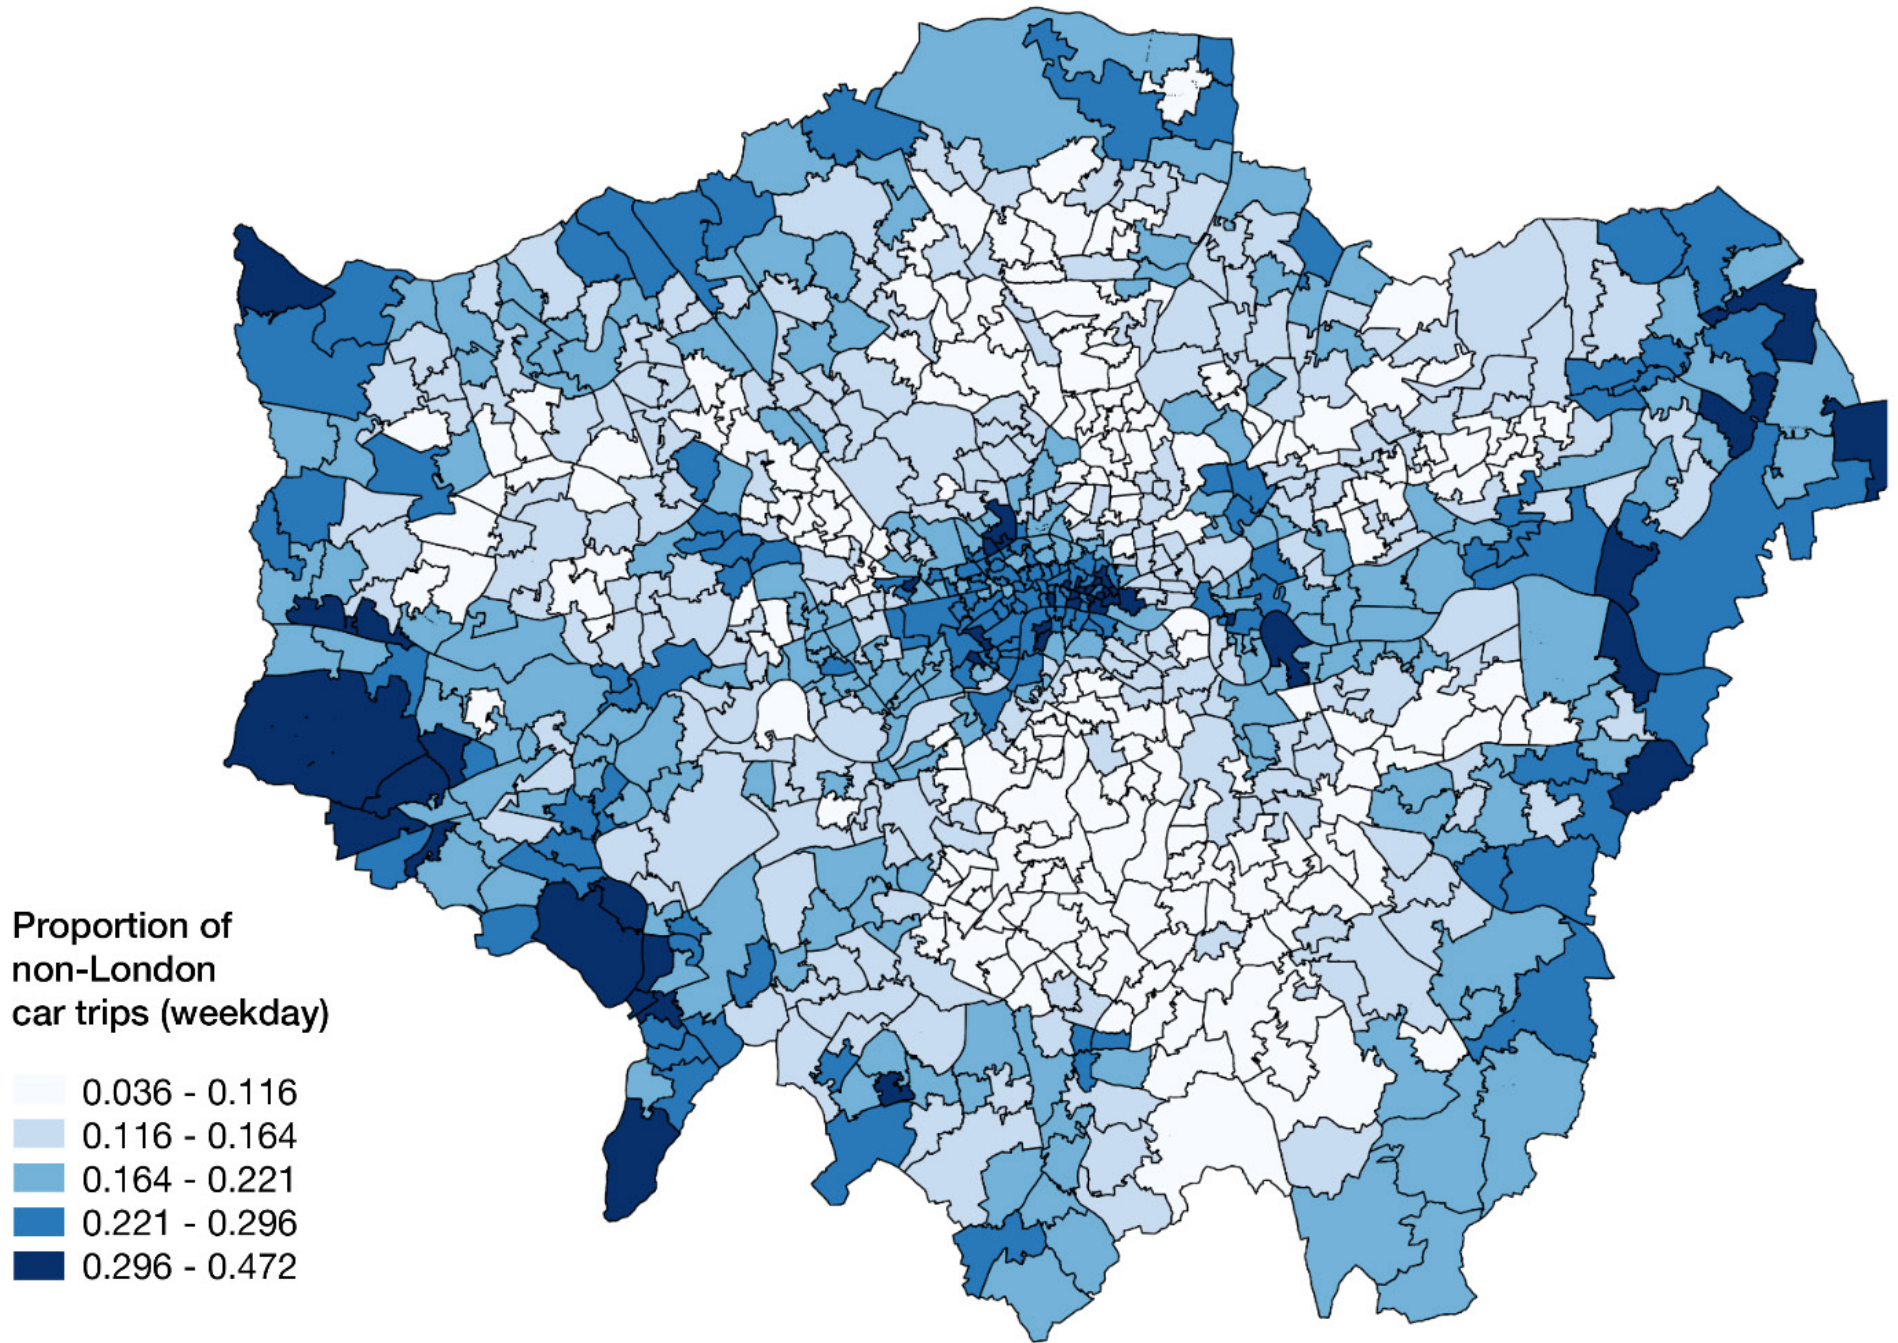 Proportion of
non-London
car trips (weekday)
0.036 - 0.116
0.116 - 0.164
0.164 - 0.221
0.221 - 0.296
0.296 - 0.472